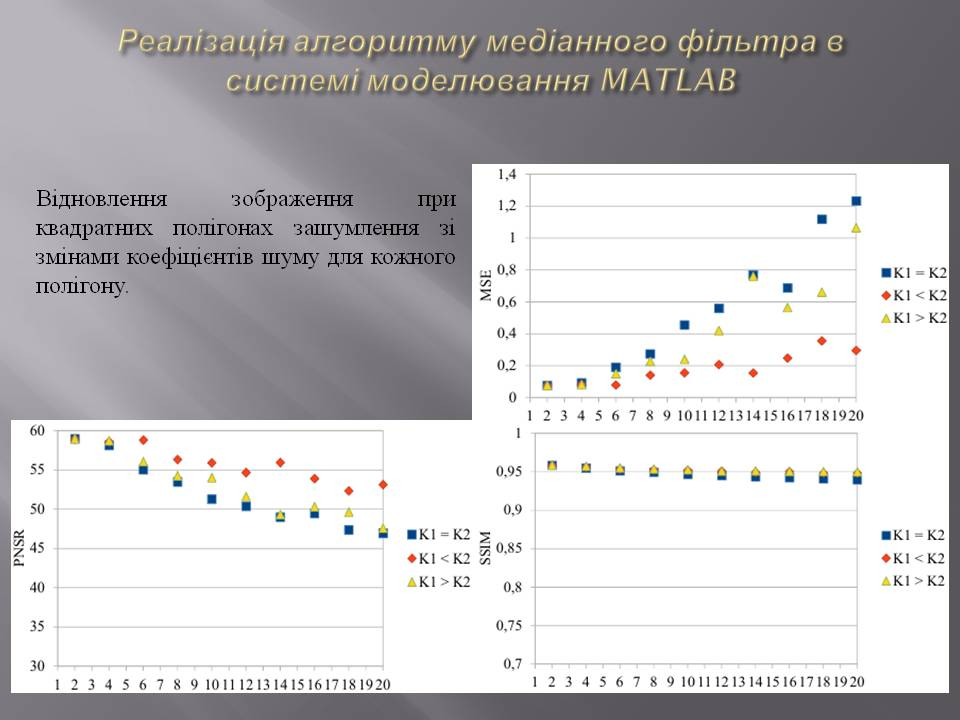 Реалізація алгоритму медіанного фільтра в
системі моделювання MATLAB
Відновлення зображення при
квадратних полігонах зашумлення зі
змінами коефіцієнтів шуму для кожного
полігону.
1,4
1,2
1
0,8
0,6
0,4
0,2
0
MSE
1 2 3 4 5 6 7 8 9 10 11 12 13 14 15 16 17 18 19 20
K1 = K2
K1 < K2
K1 > K2
60
55
50
45
40
35
30
PNSR
1 2 3 4 5 6 7 8 9 10 11 12 13 14 15 16 17 18 19 20
K1 = K2
K1 < K2
K1 > K2
1
0,95
0,9
0,85
0,8
0,75
0,7
SSIM
1 2 3 4 5 6 7 8 9 10 11 12 13 14 15 16 17 18 19 20
K1 = K2
K1 < K2
K1 > K2